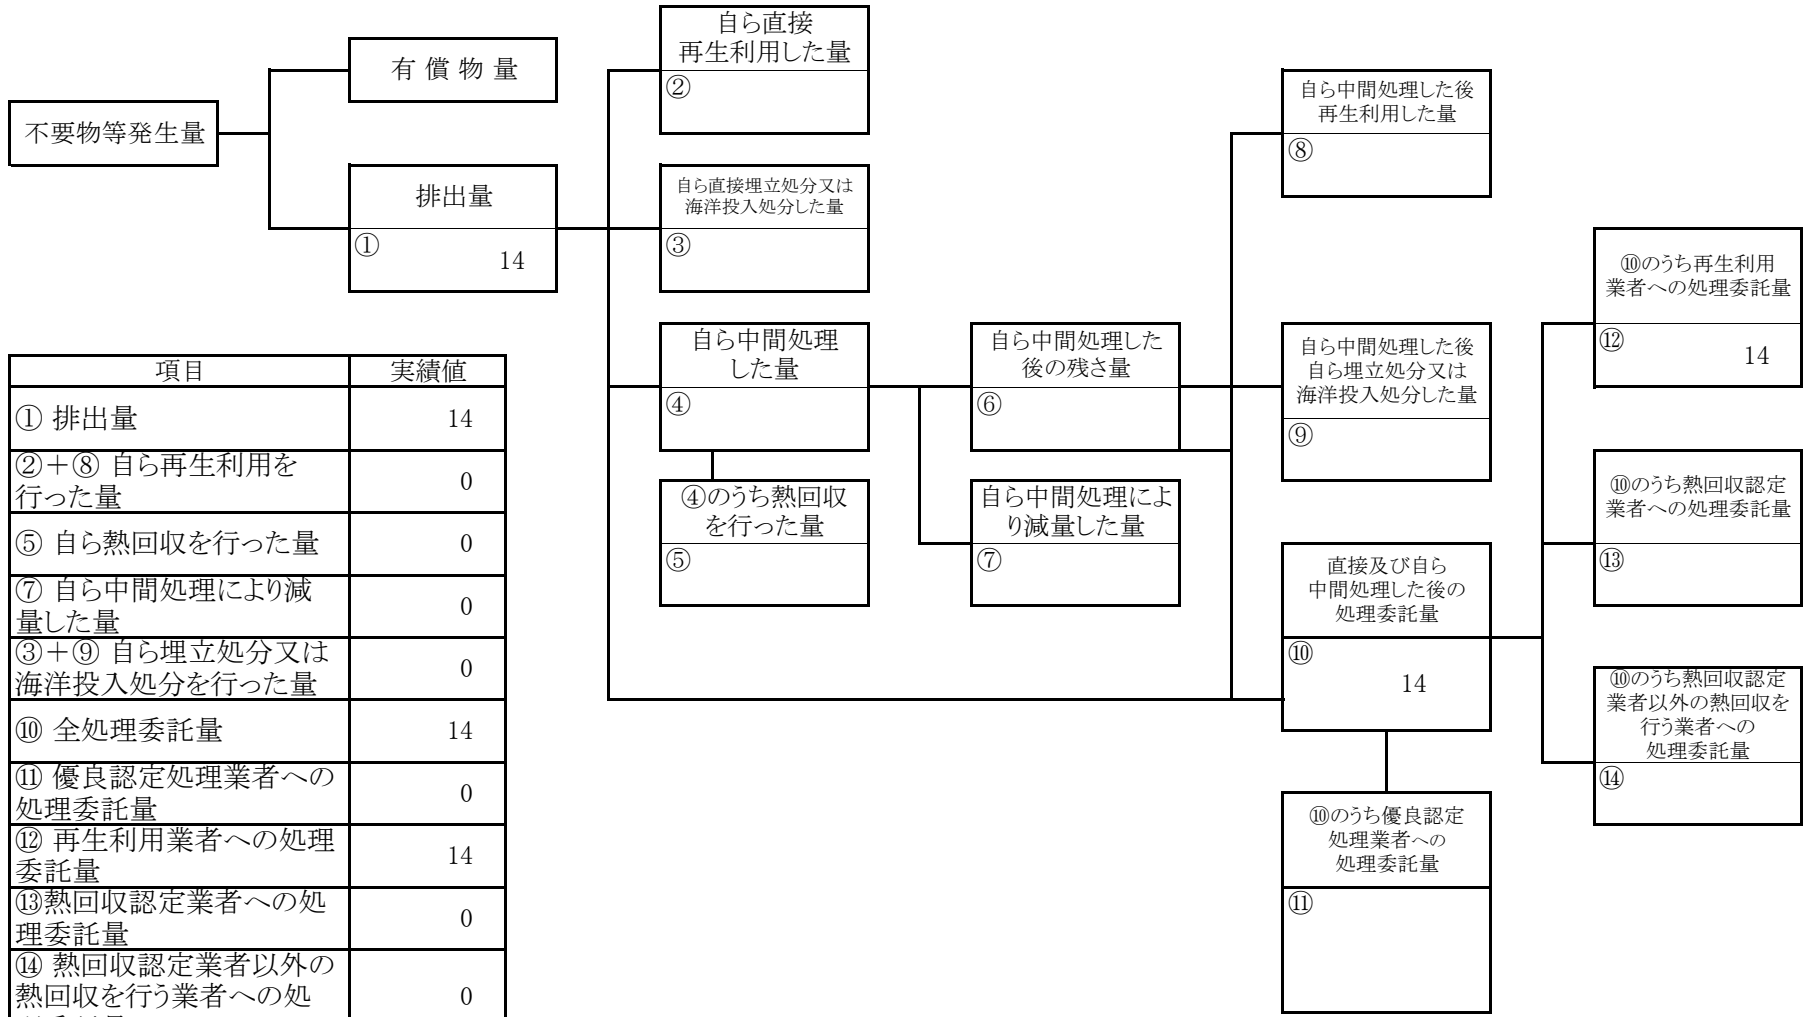 不要物等発生量
有 償 物 量
排出量
①
14
自ら直接
再生利用した量
②
自ら直接埋立処分又は
海洋投入処分した量
③
自ら中間処理
した量
④
④のうち熱回収
を行った量
⑤
自ら中間処理した
後の残さ量
⑥
自ら中間処理によ
り減量した量
⑦
自ら中間処理した後
再生利用した量
⑧
自ら中間処理した後
自ら埋立処分又は
海洋投入処分した量
⑨
直接及び自ら
中間処理した後の
処理委託量
⑩
14
⑩のうち優良認定
処理業者への
処理委託量
⑪
⑩のうち再生利用
業者への処理委託量
⑫
14
⑩のうち熱回収認定
業者への処理委託量
⑬
⑩のうち熱回収認定
業者以外の熱回収を
行う業者への
処理委託量
⑭
項目 実績値
① 排出量 14
②＋⑧ 自ら再生利用を
行った量 0
⑤ 自ら熱回収を行った量 0
⑦ 自ら中間処理により減
量した量 0
③＋⑨ 自ら埋立処分又は
海洋投入処分を行った量 0
⑩ 全処理委託量 14
⑪ 優良認定処理業者への
処理委託量 0
⑫ 再生利用業者への処理
委託量 14
⑬熱回収認定業者への処
理委託量 0
⑭ 熱回収認定業者以外の
熱回収を行う業者への処 0